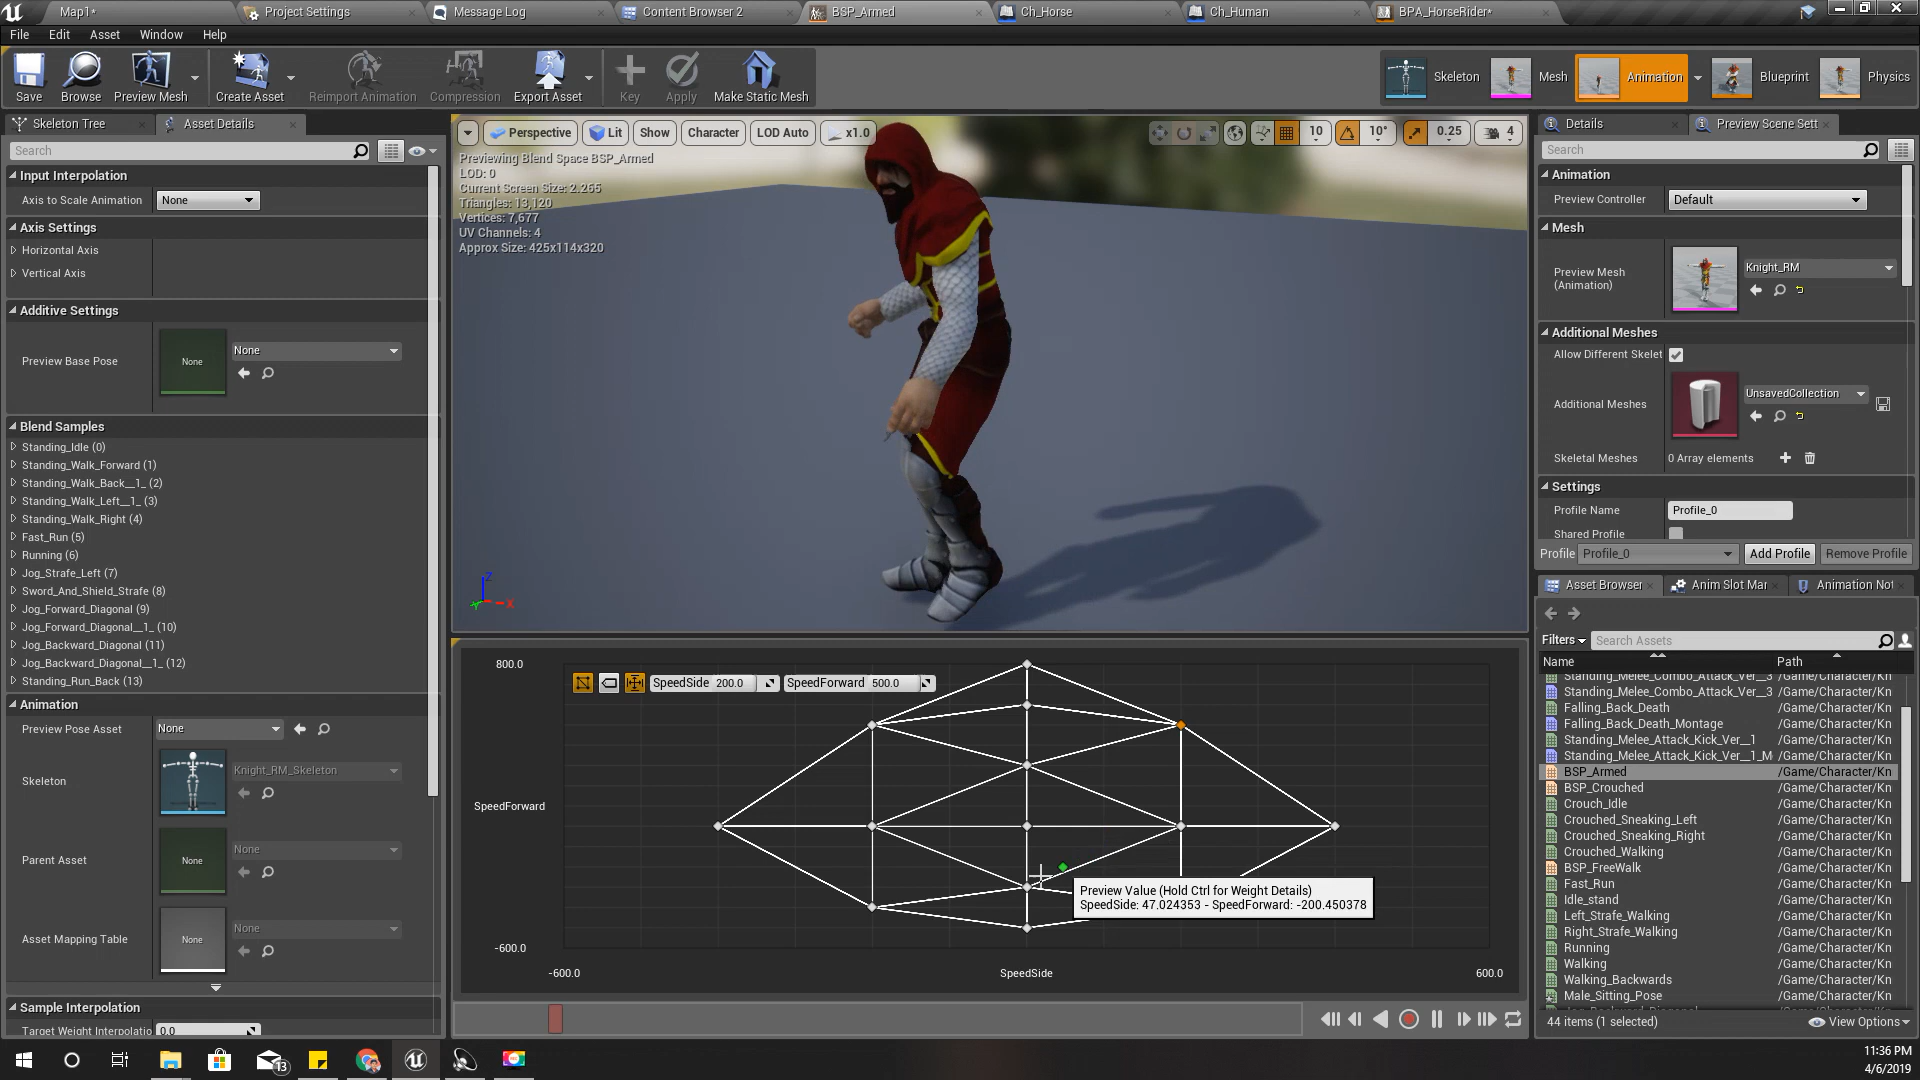 Map1*
Project Settings
Message Log
Content Browser 2
BSP_Armed
Ch_Horse
Ch_Human
BPA_HorseRider*
File Edit Asset Window Help
Save
Browse
Preview Mesh
Create Asset
Reimport Animation
Compression
Export Asset
Key
Apply
Make Static Mesh
Skeleton
Mesh
Animation
Blueprint
Physics
Skeleton Tree
Asset Details
Search
Input Interpolation
Axis to Scale Animation None
Axis Settings
Horizontal Axis
Vertical Axis
Additive Settings
Preview Base Pose None None
Blend Samples
Standing_Idle (0)
Standing_Walk_Forward (1)
Standing_Walk_Back__1_ (2)
Standing_Walk_Left__1_ (3)
Standing_Walk_Right (4)
Fast_Run (5)
Running (6)
Jog_Strafe_Left (7)
Sword_And_Shield_Strafe (8)
Jog_Forward_Diagonal (9)
Jog_Forward_Diagonal__1_ (10)
Jog_Backward_Diagonal (11)
Jog_Backward_Diagonal__1_ (12)
Standing_Run_Back (13)
Animation
Preview Pose Asset None
Skeleton Knight_RM_Skeleton
Parent Asset None None
Asset Mapping Table None None
Sample Interpolation
Target Weight Interpolatio 0.0
Perspective Lit Show Character LOD Auto x1.0
10 10° 0.25 4
Previewing Blend Space BSP_Armed
LOD: 0
Current Screen Size: 2.265
Triangles: 13,120
Vertices: 7,677
UV Channels: 4
Approx Size: 425x114x320
Z
X
800.0
SpeedSide 200.0 SpeedForward 500.0
SpeedForward
Preview Value (Hold Ctrl for Weight Details)
SpeedSide: 47.024353 - SpeedForward: -200.450378
-600.0
-600.0 SpeedSide 600.0
Details
Preview Scene Sett
Search
Animation
Preview Controller Default
Mesh
Preview Mesh
(Animation)
Knight_RM
Additional Meshes
Allow Different Skelet
Additional Meshes UnsavedCollection
Skeletal Meshes 0 Array elements
Settings
Profile Name Profile_0
Shared Profile
Profile Profile_0 Add Profile Remove Profile
Asset Browser
Anim Slot Mar
Animation Not
Filters Search Assets
Name Path
Standing_Melee_Combo_Attack_Ver__3 /Game/Character/Kn
Standing_Melee_Combo_Attack_Ver__3 /Game/Character/Kn
Falling_Back_Death /Game/Character/Kn
Falling_Back_Death_Montage /Game/Character/Kn
Standing_Melee_Attack_Kick_Ver__1 /Game/Character/Kn
Standing_Melee_Attack_Kick_Ver__1_M /Game/Character/Kn
BSP_Armed /Game/Character/Kn
BSP_Crouched /Game/Character/Kn
Crouch_Idle /Game/Character/Kn
Crouched_Sneaking_Left /Game/Character/Kn
Crouched_Sneaking_Right /Game/Character/Kn
Crouched_Walking /Game/Character/Kn
BSP_FreeWalk /Game/Character/Kn
Fast_Run /Game/Character/Kn
Idle_stand /Game/Character/Kn
Left_Strafe_Walking /Game/Character/Kn
Right_Strafe_Walking /Game/Character/Kn
Running /Game/Character/Kn
Walking /Game/Character/Kn
Walking_Backwards /Game/Character/Kn
Male_Sitting_Pose /Game/Character/Kn
44 items (1 selected) View Options
13
11:36 PM
4/6/2019